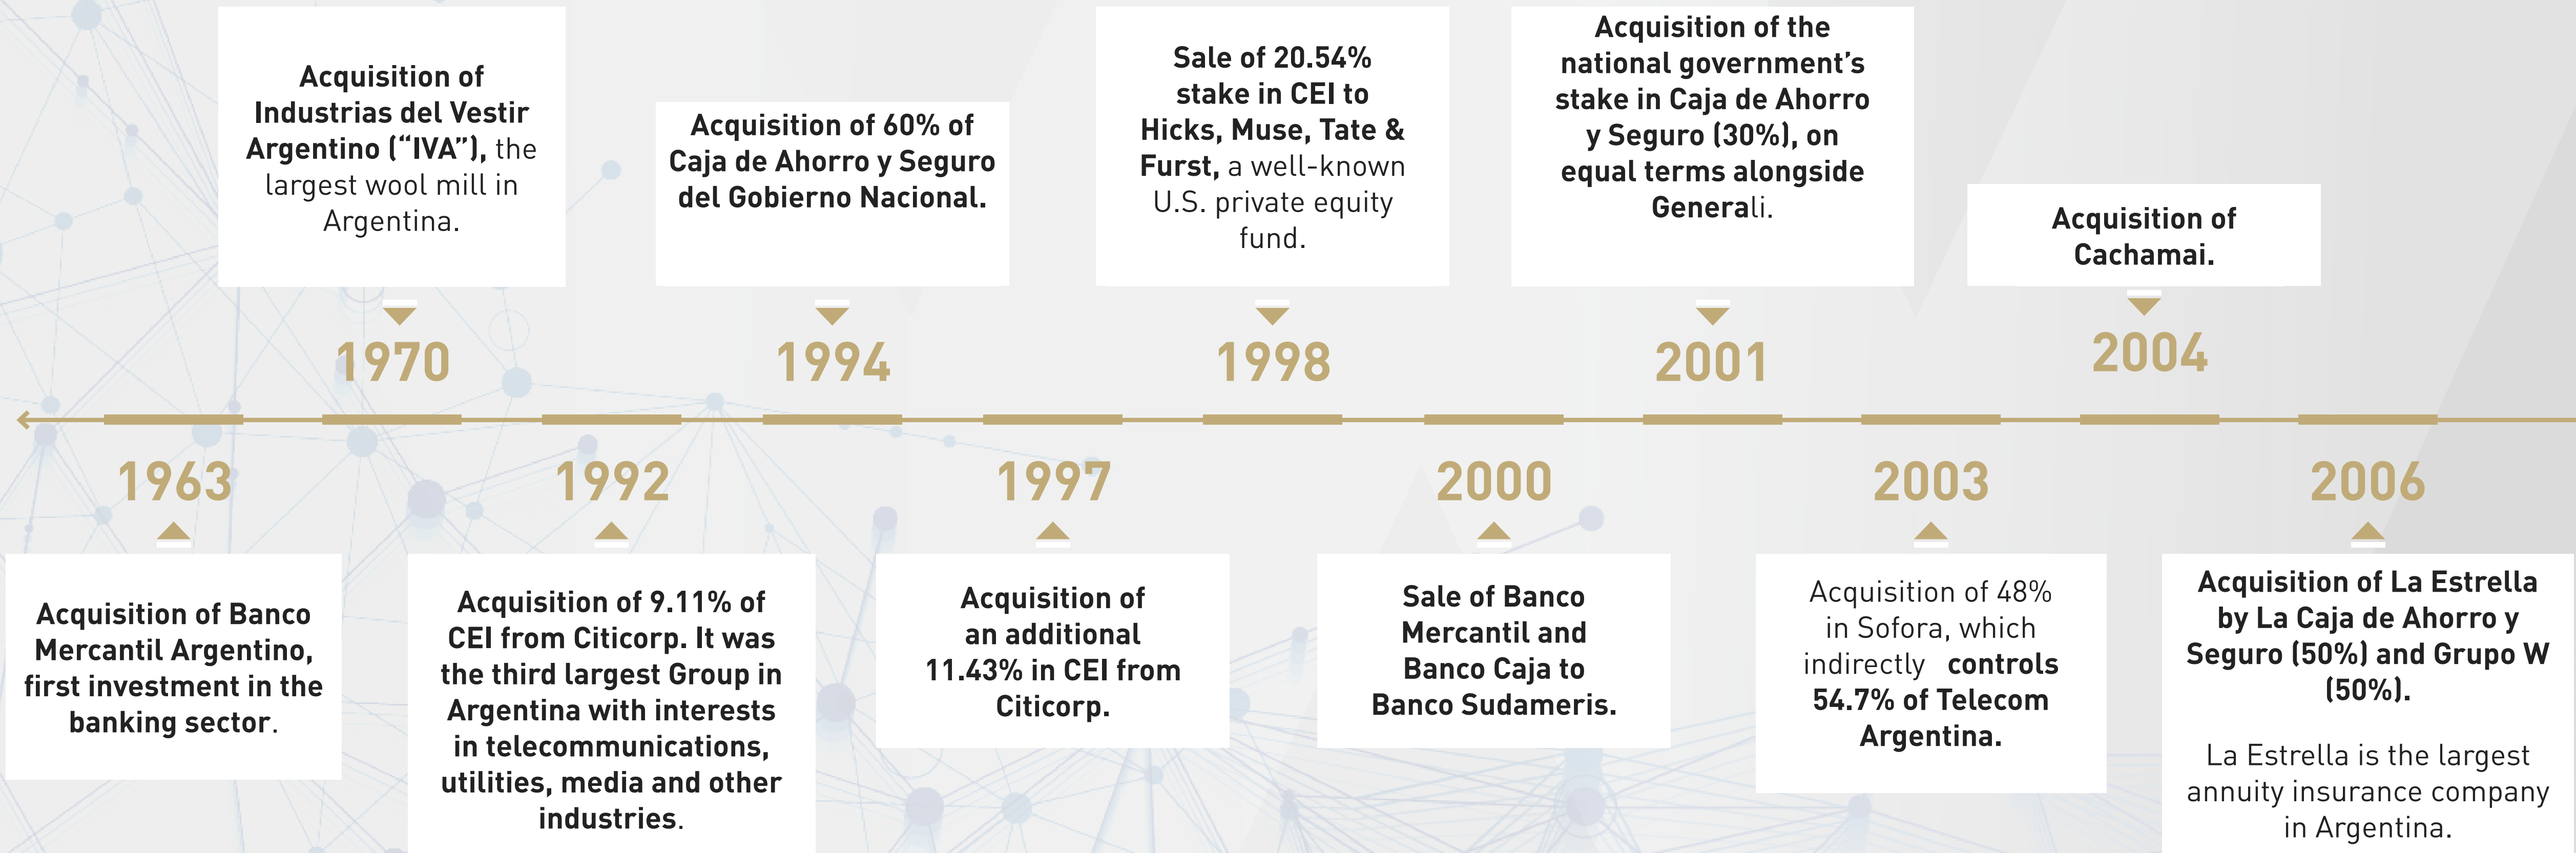 Acquisition of
Industrias del Vestir
Argentino (“IVA”), the
largest wool mill in
Argentina.
1970
Acquisition of 60% of
Caja de Ahorro y Seguro
del Gobierno Nacional.
1994
Sale of 20.54%
stake in CEI to
Hicks, Muse, Tate &
Furst, a well-known
U.S. private equity
fund.
1998
Acquisition of the
national government’s
stake in Caja de Ahorro
y Seguro (30%), on
equal terms alongside
Generali.
2001
Acquisition of
Cachamai.
2004
1963
Acquisition of Banco
Mercantil Argentino,
first investment in the
banking sector.
1992
Acquisition of 9.11% of
CEI from Citicorp. It was
the third largest Group in
Argentina with interests
in telecommunications,
utilities, media and other
industries.
1997
Acquisition of
an additional
11.43% in CEI from
Citicorp.
2000
Sale of Banco
Mercantil and
Banco Caja to
Banco Sudameris.
2003
Acquisition of 48%
in Sofora, which
indirectly controls
54.7% of Telecom
Argentina.
2006
Acquisition of La Estrella
by La Caja de Ahorro y
Seguro (50%) and Grupo W
(50%).
La Estrella is the largest
annuity insurance company
in Argentina.